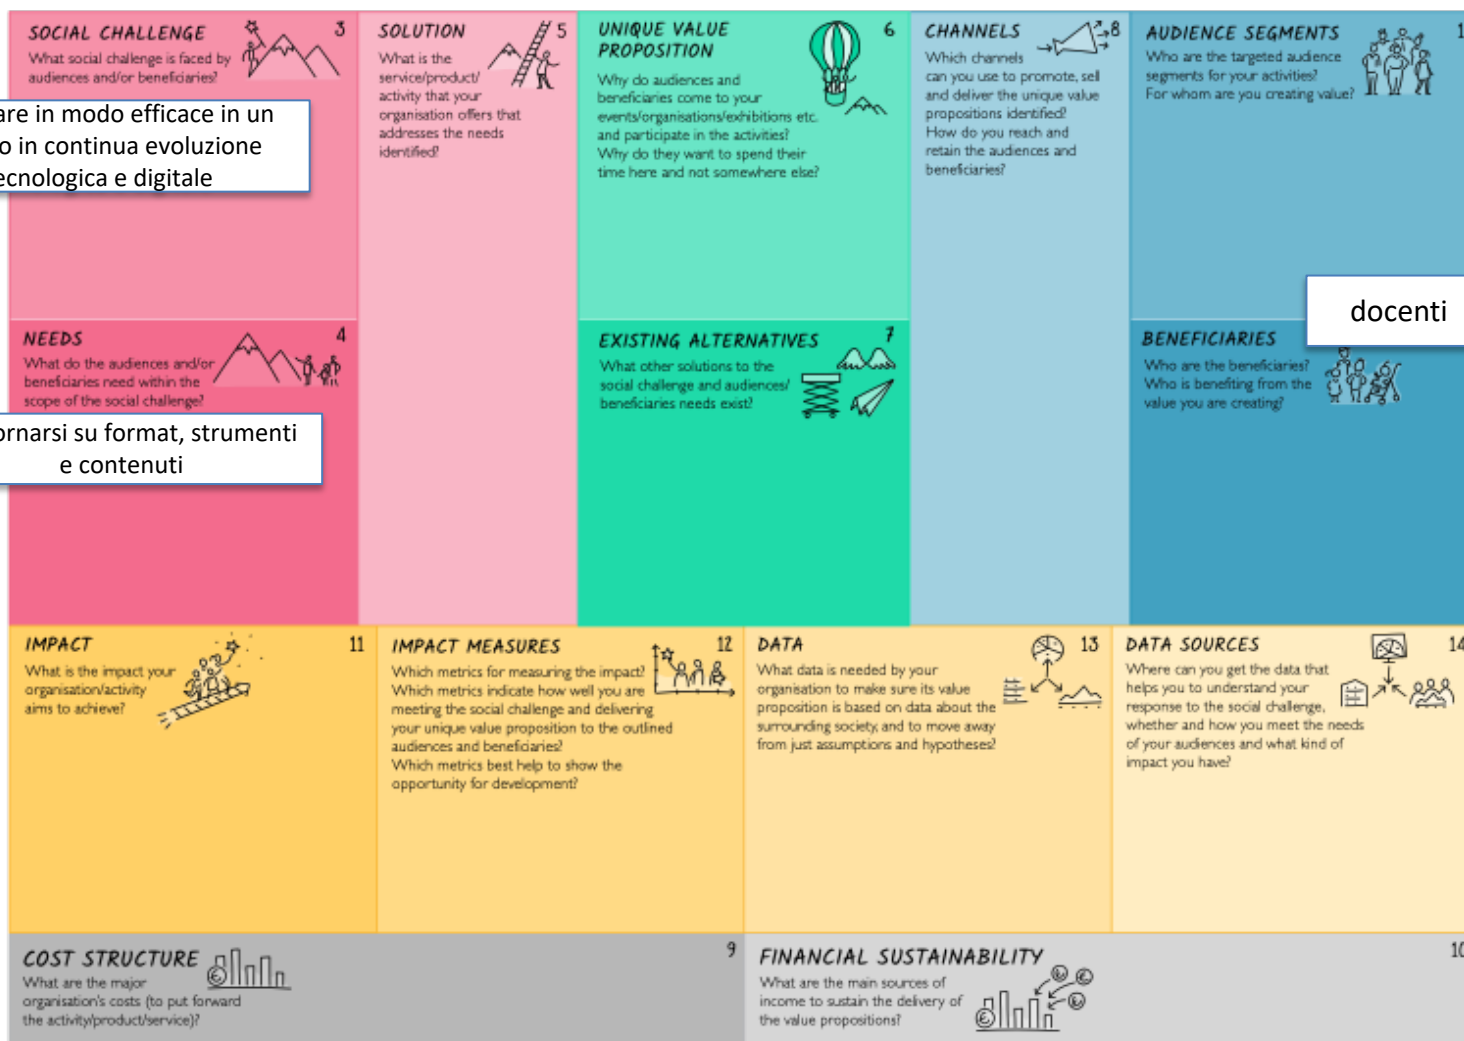 SOCIAL CHALLENGE
3
What social challenge is faced by
audiences and/or beneficiaries?
are in modo efficace in un
o in continua evoluzione
ecnologica e digitale
SOLUTION
5
What is the
service/product/
activity that your
organisation offers that
addresses the needs
identified?
UNIQUE VALUE
PROPOSITION
6
Why do audiences and
beneficiaries come to your
events/organisations/exhibitions etc.
and participate in the activities?
Why do they want to spend their
time here and not somewhere else?
CHANNELS
8
Which channels
can you use to promote, sell
and deliver the unique value
propositions identified?
How do you reach and
retain the audiences and
beneficiaries?
AUDIENCE SEGMENTS
1
Who are the targeted audience
segments for your activities?
For whom are you creating value?
docenti
NEEDS
4
What do the audiences and/or
beneficiaries need within the
scope of the social challenge?
ornarsi su format, strumenti
e contenuti
EXISTING ALTERNATIVES
7
What other solutions to the
social challenge and audiences/
beneficiaries needs exist?
BENEFICIARIES
Who are the beneficiaries?
Who is benefiting from the
value you are creating?
IMPACT
11
What is the impact your
organisation/activity
aims to achieve?
IMPACT MEASURES
12
Which metrics for measuring the impact?
Which metrics indicate how well you are
meeting the social challenge and delivering
your unique value proposition to the outlined
audiences and beneficiaries?
Which metrics best help to show the
opportunity for development?
DATA
13
What data is needed by your
organisation to make sure its value
proposition is based on data about the
surrounding society, and to move away
from just assumptions and hypotheses?
DATA SOURCES
14
Where can you get the data that
helps you to understand your
response to the social challenge,
whether and how you meet the needs
of your audiences and what kind of
impact you have?
COST STRUCTURE
9
What are the major
organisation's costs (to put forward
the activity/product/service)?
FINANCIAL SUSTAINABILITY
10
What are the main sources of
income to sustain the delivery of
the value propositions?